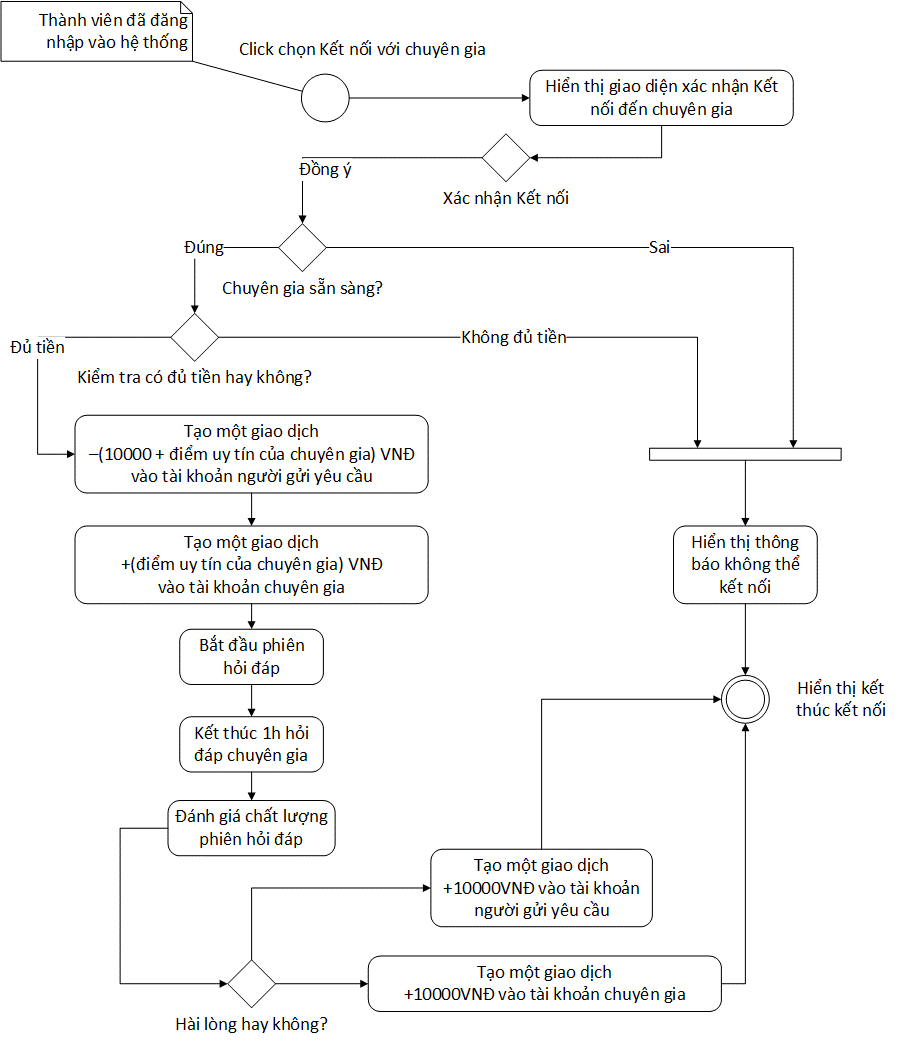 Thành viên đã đăng
nhập vào hệ thống
Click chọn Kết nối với chuyên gia
Hiển thị giao diện xác nhận Kết
nối đến chuyên gia
Đồng ý
Xác nhận Kết nối
Đúng
Sai
Chuyên gia sẵn sàng?
Đủ tiền
Không đủ tiền
Kiểm tra có đủ tiền hay không?
Tạo một giao dịch
–(10000 + điểm uy tín của chuyên gia) VNĐ
vào tài khoản người gửi yêu cầu
Tạo một giao dịch
+(điểm uy tín của chuyên gia) VNĐ
vào tài khoản chuyên gia
Hiển thị thông
báo không thể
kết nối
Bắt đầu phiên
hỏi đáp
Hiển thị kết
thúc kết nối
Kết thúc 1h hỏi
đáp chuyên gia
Đánh giá chất lượng
phiên hỏi đáp
Tạo một giao dịch
+10000VNĐ vào tài khoản
người gửi yêu cầu
Tạo một giao dịch
+10000VNĐ vào tài khoản chuyên gia
Hài lòng hay không?